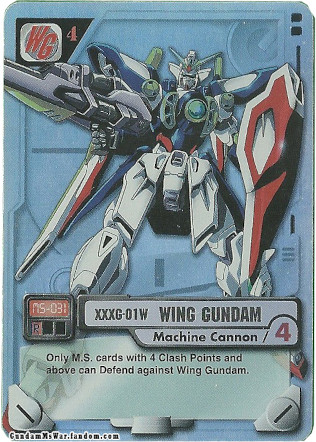 WG 4
MS-031
R
XXXG-01W WING GUNDAM
Machine Cannon / 4
Only M.S. cards with 4 Clash Points and
above can Defend against Wing Gundam.
GundamMsWar.fandom.com